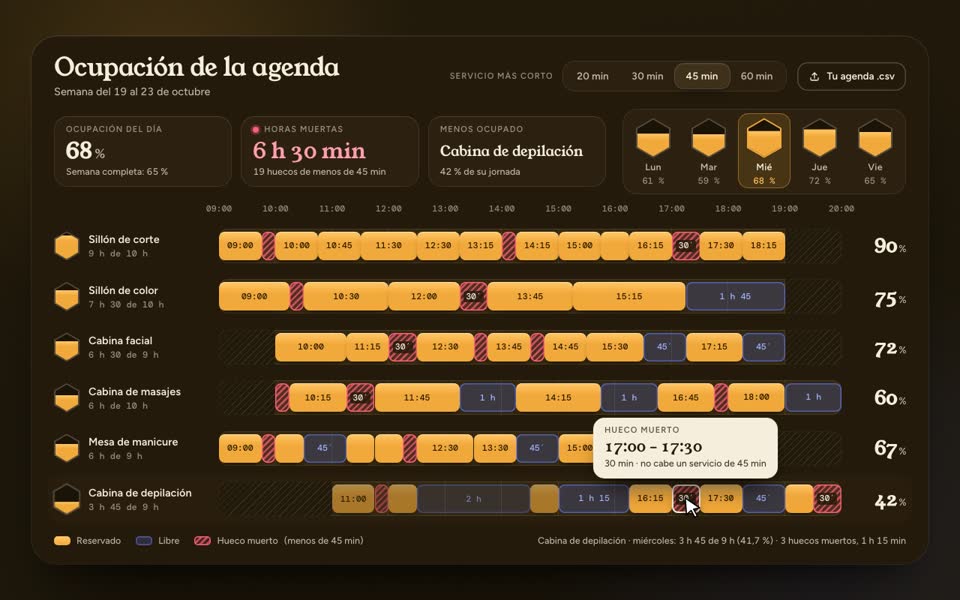 Ocupación de la agenda
Semana del 19 al 23 de octubre
SERVICIO MÁS CORTO 20 min 30 min 45 min 60 min Tu agenda .csv
OCUPACIÓN DEL DÍA
68 %
Semana completa: 65 %
HORAS MUERTAS
6 h 30 min
19 huecos de menos de 45 min
MENOS OCUPADO
Cabina de depilación
42 % de su jornada
Lun Mar Mié Jue Vie
61 % 59 % 68 % 72 % 65 %
09:00 10:00 11:00 12:00 13:00 14:00 15:00 16:00 17:00 18:00 19:00 20:00
Sillón de corte
9 h de 10 h
09:00 10:00 10:45 11:30 12:30 13:15 14:15 15:00 16:15 30′ 17:30 18:15 90%
Sillón de color
7 h 30 de 10 h
09:00 10:30 12:00 30′ 13:45 15:15 1 h 45 75%
Cabina facial
6 h 30 de 9 h
10:00 11:15 30′ 12:30 13:45 14:45 15:30 45′ 17:15 45′ 72%
Cabina de masajes
6 h de 10 h
10:15 30′ 11:45 1 h 14:15 1 h 16:45 18:00 1 h 60%
Mesa de manicure
6 h de 9 h
09:00 45′ 12:30 13:45 15:00 67%
HUECO MUERTO
17:00 – 17:30
30 min · no cabe un servicio de 45 min
Cabina de depilación
3 h 45 de 9 h
11:00 2 h 1 h 15 16:15 30′ 17:30 45′ 30′ 42%
Reservado Libre Hueco muerto (menos de 45 min)
Cabina de depilación · miércoles: 3 h 45 de 9 h (41,7 %) · 3 huecos muertos, 1 h 15 min